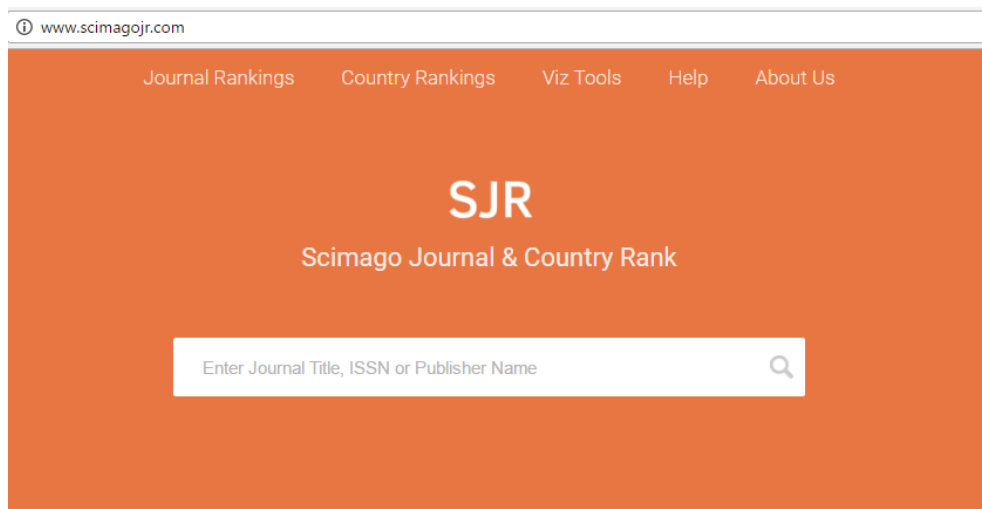 www.scimagojr.com
Journal Rankings Country Rankings Viz Tools Help About Us
SJR
Scimago Journal & Country Rank
Enter Journal Title, ISSN or Publisher Name